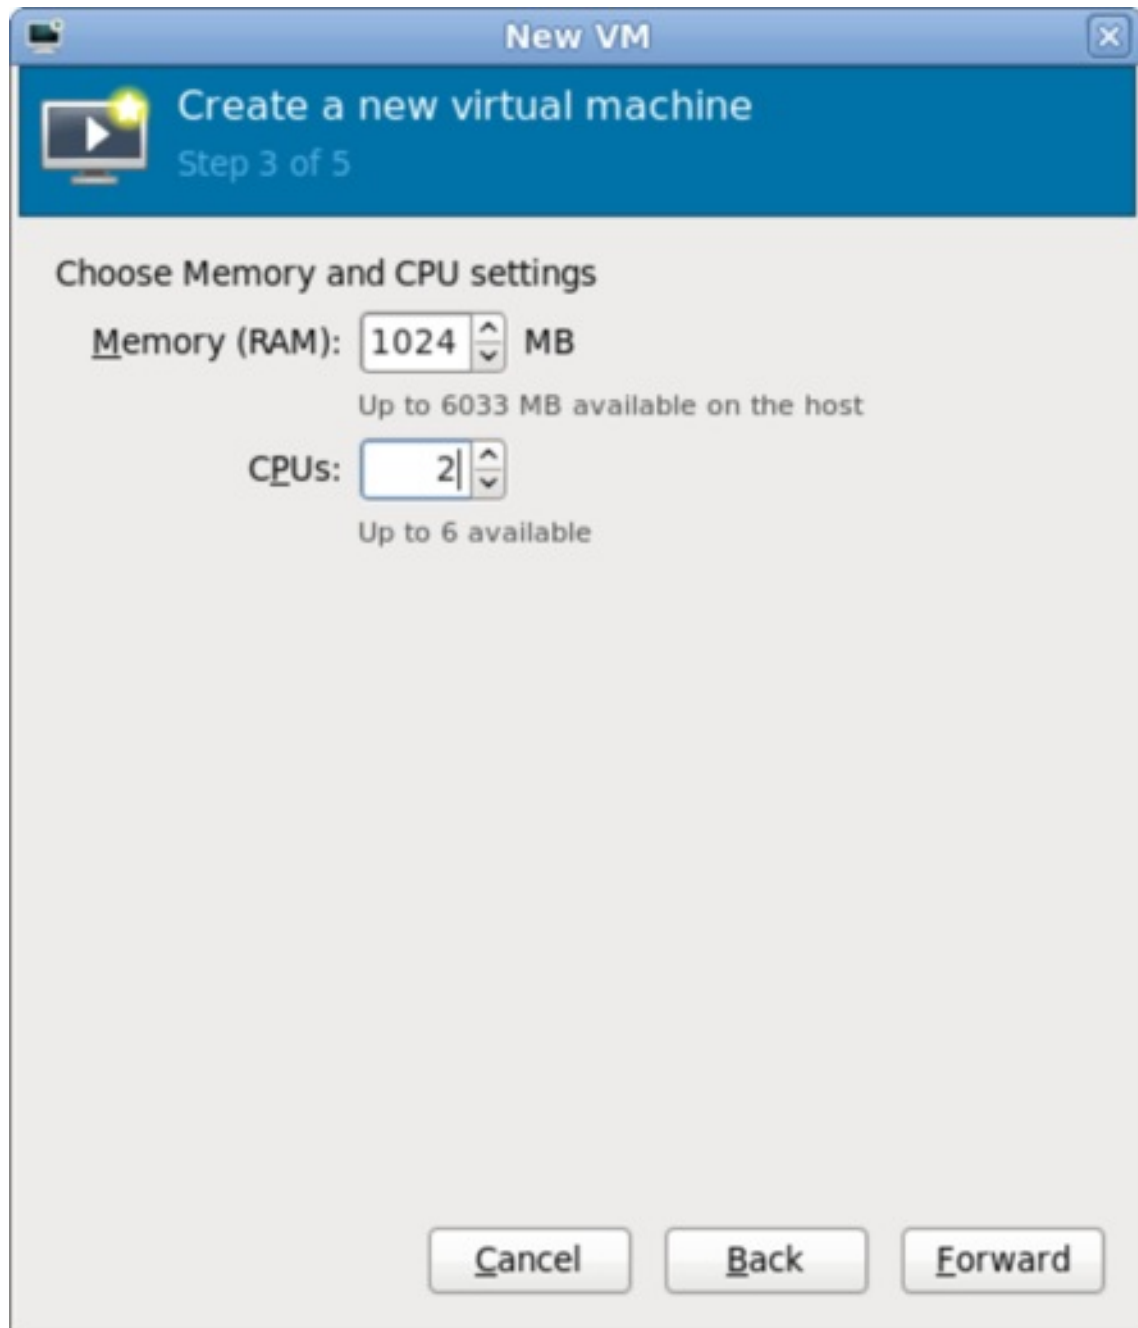 New VM
Create a new virtual machine
Step 3 of 5
Choose Memory and CPU settings
Memory (RAM): 1024 MB
Up to 6033 MB available on the host
CPUs: 2
Up to 6 available
Cancel Back Forward